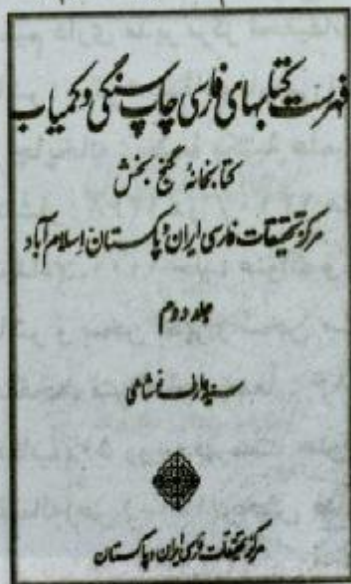 فهرست کتابهای فارسی چاپ سنگی و کمیاب
کتابخانهٔ گنج بخش
مرکز تحقیقات فارسی ایران و پاکستان اسلام آباد
جلد دوم
سید عارف نوشاهی
مرکز تحقیقات فارسی ایران و پاکستان